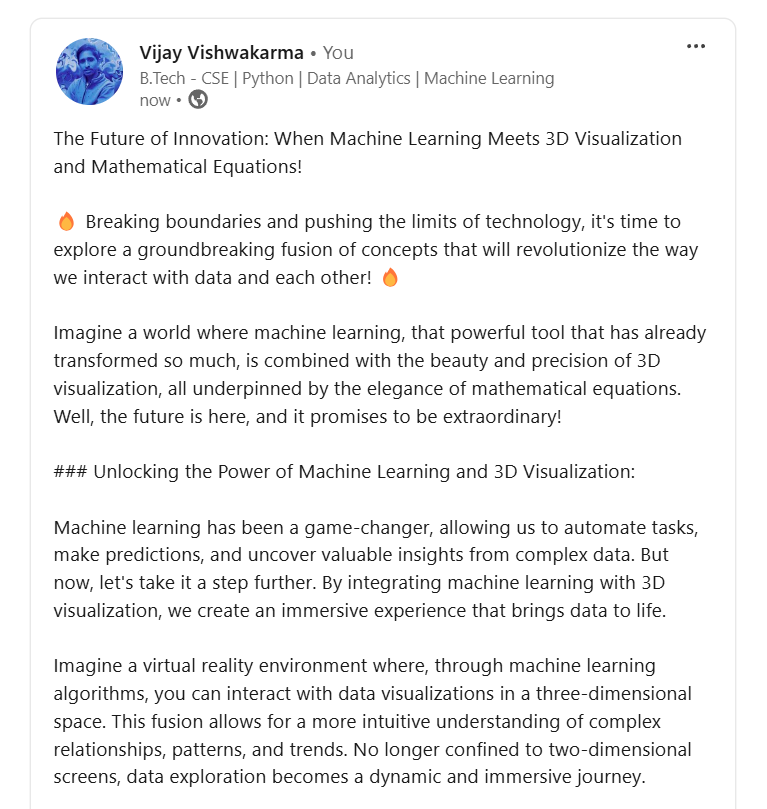 Vijay Vishwakarma • You
B.Tech - CSE | Python | Data Analytics | Machine Learning
now •
The Future of Innovation: When Machine Learning Meets 3D Visualization
and Mathematical Equations!
🔥 Breaking boundaries and pushing the limits of technology, it's time to
explore a groundbreaking fusion of concepts that will revolutionize the way
we interact with data and each other! 🔥
Imagine a world where machine learning, that powerful tool that has already
transformed so much, is combined with the beauty and precision of 3D
visualization, all underpinned by the elegance of mathematical equations.
Well, the future is here, and it promises to be extraordinary!
### Unlocking the Power of Machine Learning and 3D Visualization:
Machine learning has been a game-changer, allowing us to automate tasks,
make predictions, and uncover valuable insights from complex data. But
now, let's take it a step further. By integrating machine learning with 3D
visualization, we create an immersive experience that brings data to life.
Imagine a virtual reality environment where, through machine learning
algorithms, you can interact with data visualizations in a three-dimensional
space. This fusion allows for a more intuitive understanding of complex
relationships, patterns, and trends. No longer confined to two-dimensional
screens, data exploration becomes a dynamic and immersive journey.